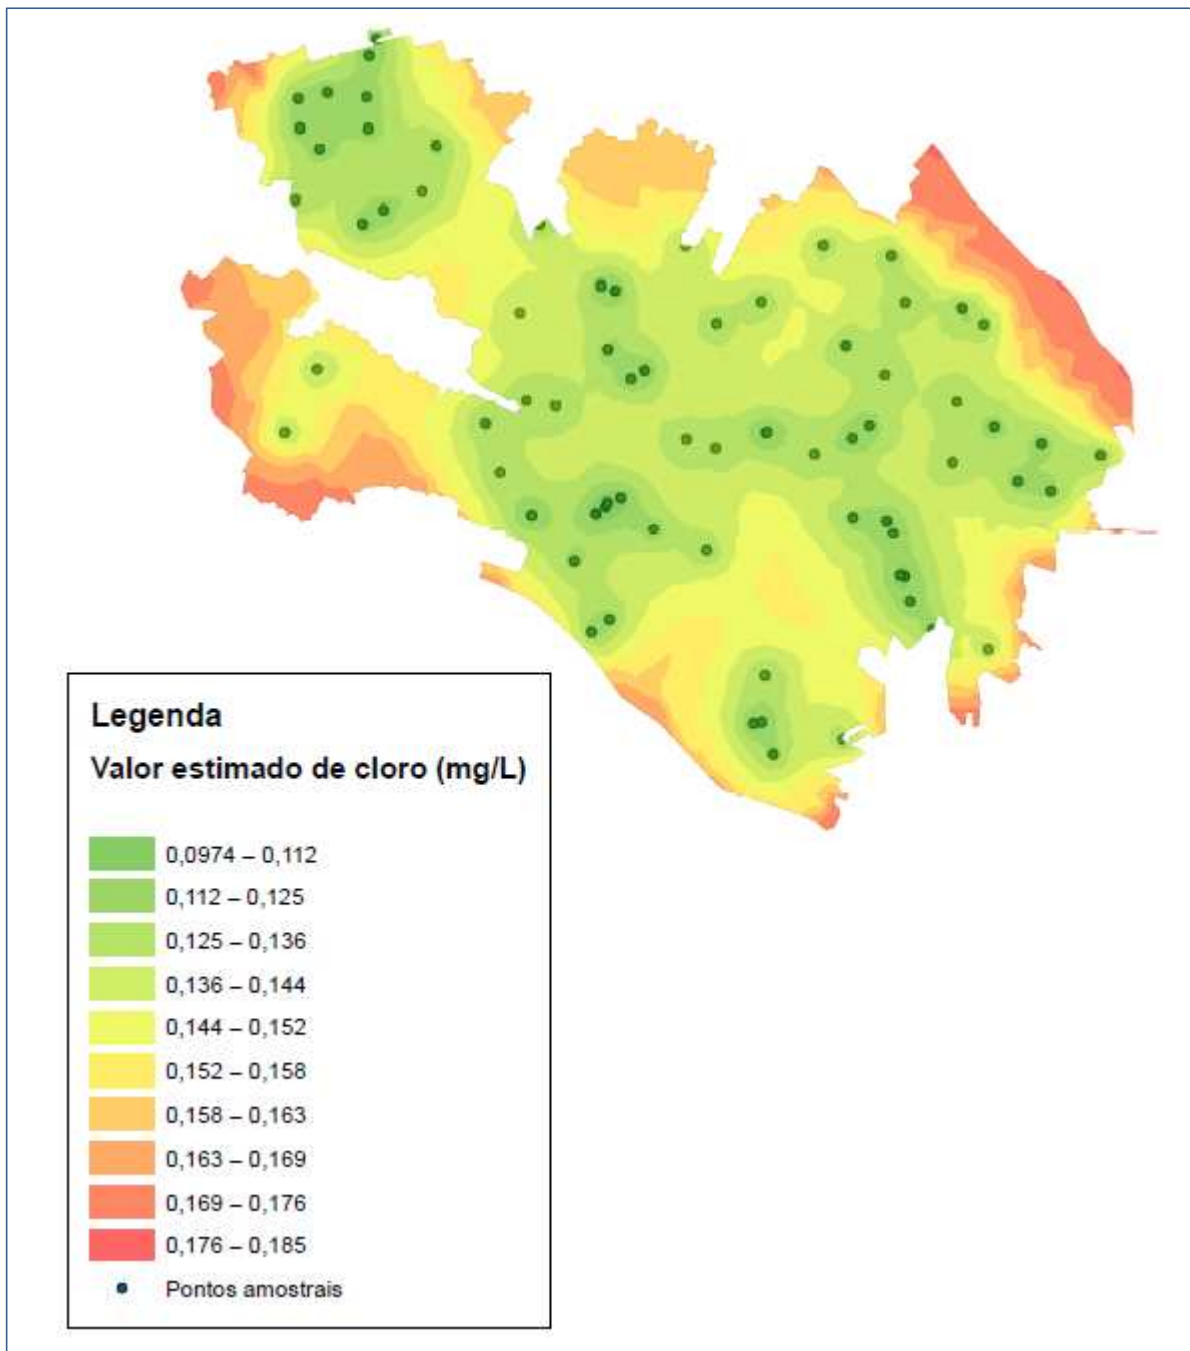 Legenda
Valor estimado de cloro (mg/L)
0,0974 – 0,112
0,112 – 0,125
0,125 – 0,136
0,136 – 0,144
0,144 – 0,152
0,152 – 0,158
0,158 – 0,163
0,163 – 0,169
0,169 – 0,176
0,176 – 0,185
Pontos amostrais